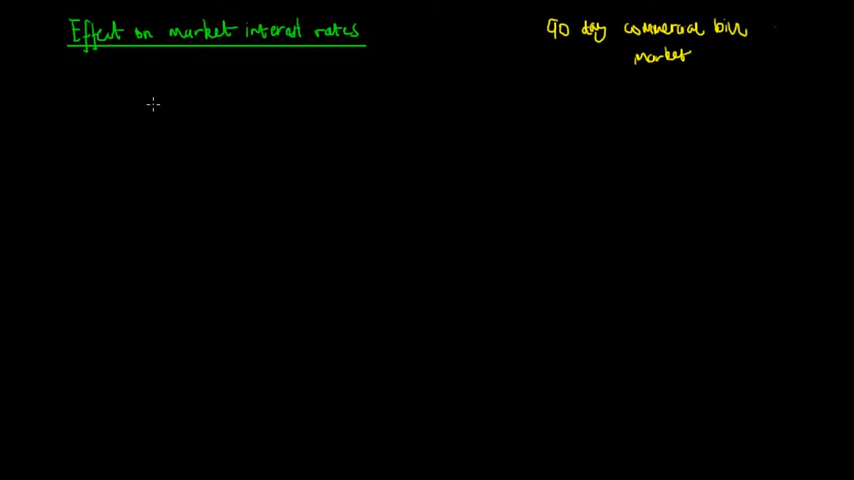 Effect on market interest rates
90 day commercial bill
market